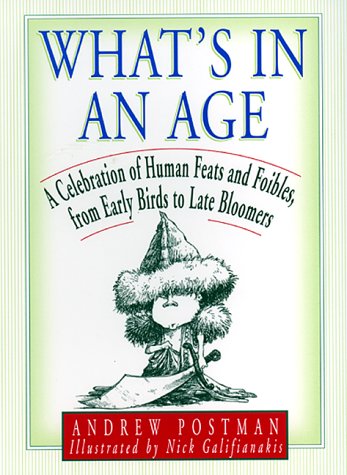 WHAT'S IN
AN AGE
A Celebration of Human Feats and Foibles,
from Early Birds to Late Bloomers
ANDREW POSTMAN
Illustrated by Nick Galifianakis